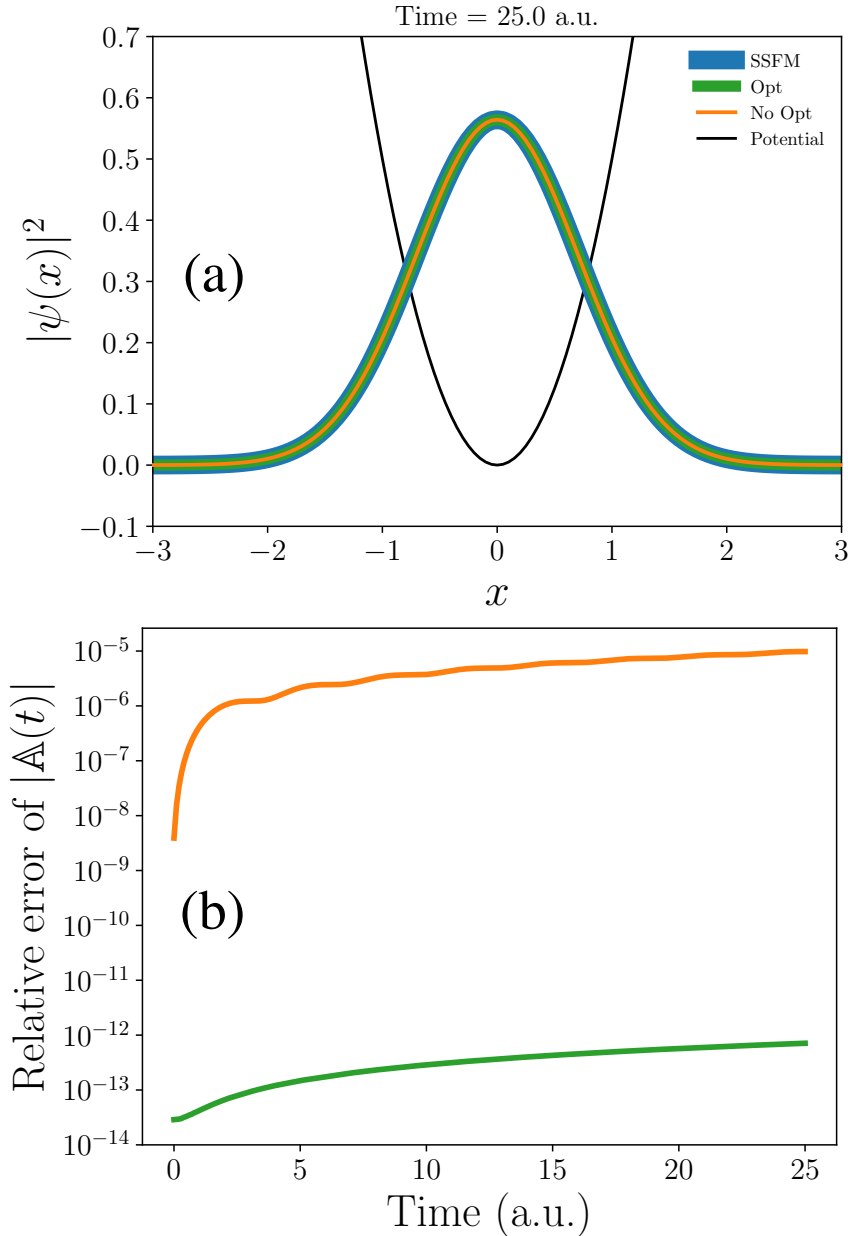 Time = 25.0 a.u.
0.7
0.6
0.5
0.4
0.3
0.2
0.1
0.0
−0.1
|ψ(x)|²
(a)
SSFM
Opt
No Opt
Potential
−3 −2 −1 0 1 2 3
x
10⁻⁵
10⁻⁶
10⁻⁷
10⁻⁸
10⁻⁹
10⁻¹⁰
10⁻¹¹
10⁻¹²
10⁻¹³
10⁻¹⁴
Relative error of |𝔸(t)|
(b)
0 5 10 15 20 25
Time (a.u.)